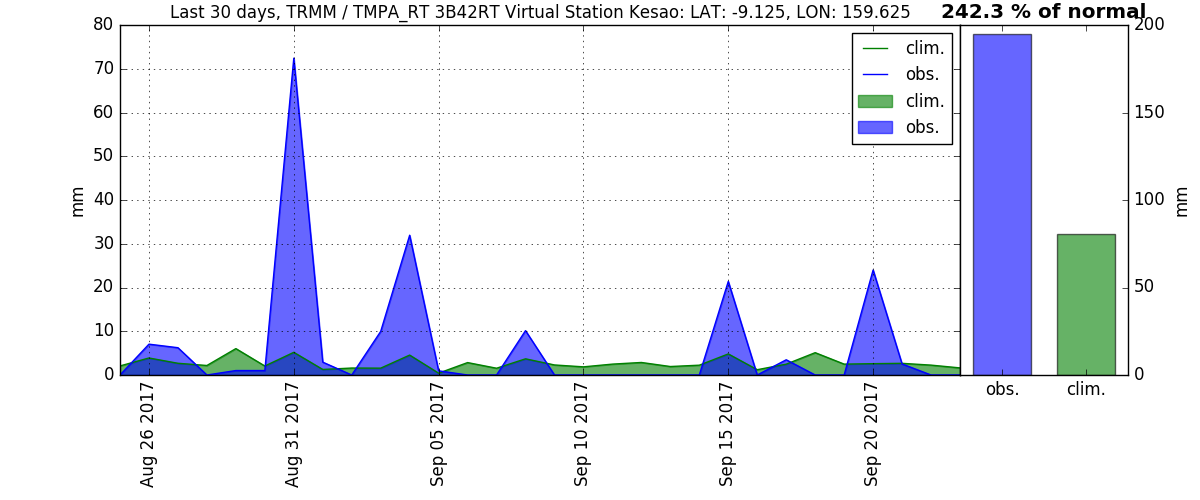 Last 30 days, TRMM / TMPA_RT 3B42RT Virtual Station Kesao: LAT: -9.125, LON: 159.625
242.3 % of normal
80
70
60
50
40
30
20
10
0
mm
clim.
obs.
clim.
obs.
200
150
100
50
0
mm
obs.
clim.
Aug 26 2017
Aug 31 2017
Sep 05 2017
Sep 10 2017
Sep 15 2017
Sep 20 2017